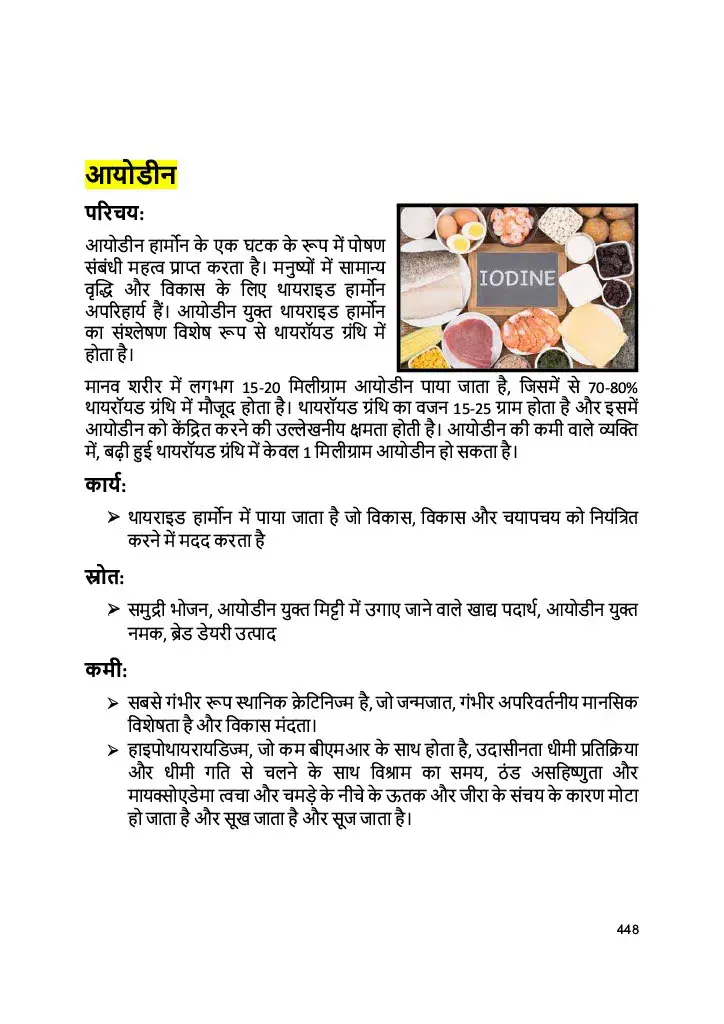 आयोडीन
परिचय:
आयोडीन हार्मोन के एक घटक के रूप में पोषण
संबंधी महत्व प्राप्त करता है। मनुष्यों में सामान्य
वृद्धि और विकास के लिए थायराइड हार्मोन
अपरिहार्य हैं। आयोडीन युक्त थायराइड हार्मोन
का संश्लेषण विशेष रूप से थायरॉयड ग्रंथि में
होता है।
IODINE
मानव शरीर में लगभग 15-20 मिलीग्राम आयोडीन पाया जाता है, जिसमें से 70-80%
थायरॉयड ग्रंथि में मौजूद होता है। थायरॉयड ग्रंथि का वजन 15-25 ग्राम होता है और इसमें
आयोडीन को केंद्रित करने की उल्लेखनीय क्षमता होती है। आयोडीन की कमी वाले व्यक्ति
में, बढ़ी हुई थायरॉयड ग्रंथि में केवल 1 मिलीग्राम आयोडीन हो सकता है।
कार्य:
➢ थायराइड हार्मोन में पाया जाता है जो विकास, विकास और चयापचय को नियंत्रित
करने में मदद करता है
स्रोत:
➢ समुद्री भोजन, आयोडीन युक्त मिट्टी में उगाए जाने वाले खाद्य पदार्थ, आयोडीन युक्त
नमक, ब्रेड डेयरी उत्पाद
कमी:
➢ सबसे गंभीर रूप स्थानिक क्रेटिनिज्म है, जो जन्मजात, गंभीर अपरिवर्तनीय मानसिक
विशेषता है और विकास मंदता।
➢ हाइपोथायरायडिज्म, जो कम बीएमआर के साथ होता है, उदासीनता धीमी प्रतिक्रिया
और धीमी गति से चलने के साथ विश्राम का समय, ठंड असहिष्णुता और
मायक्सोएडेमा त्वचा और चमड़े के नीचे के ऊतक और जीरा के संचय के कारण मोटा
हो जाता है और सूख जाता है और सूज जाता है।
448